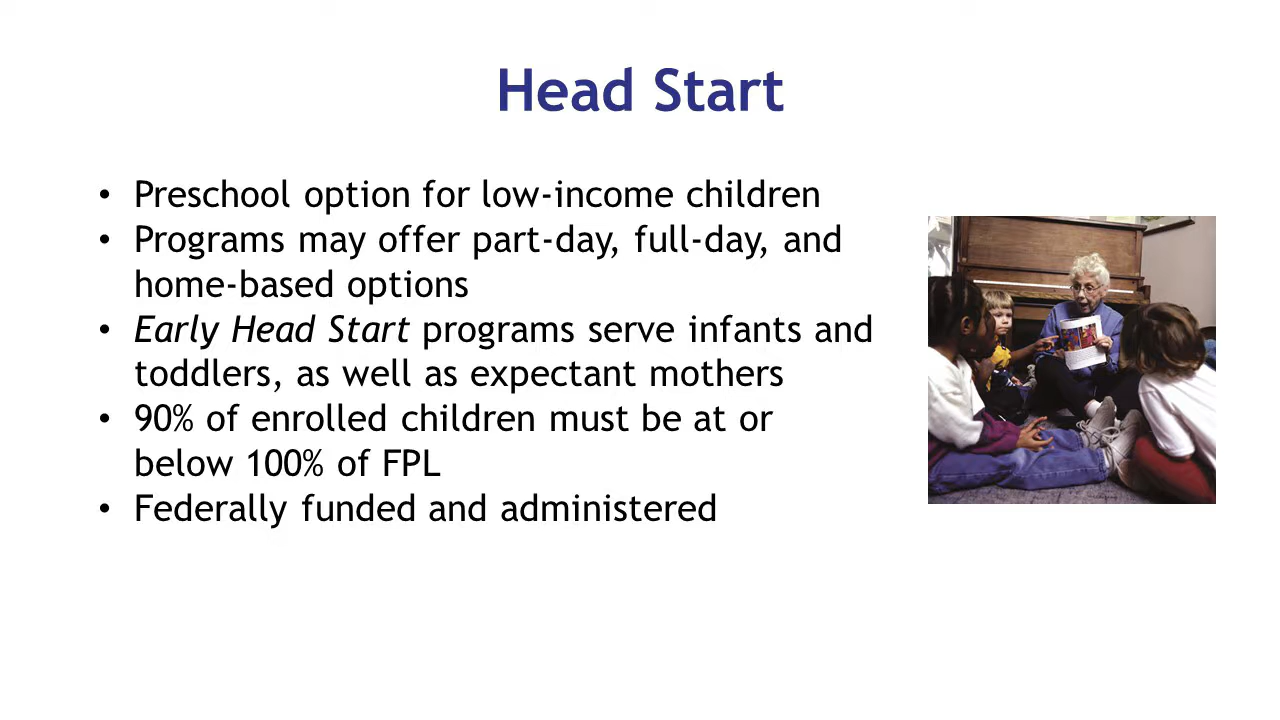 Head Start
• Preschool option for low-income children
• Programs may offer part-day, full-day, and
home-based options
• Early Head Start programs serve infants and
toddlers, as well as expectant mothers
• 90% of enrolled children must be at or
below 100% of FPL
• Federally funded and administered